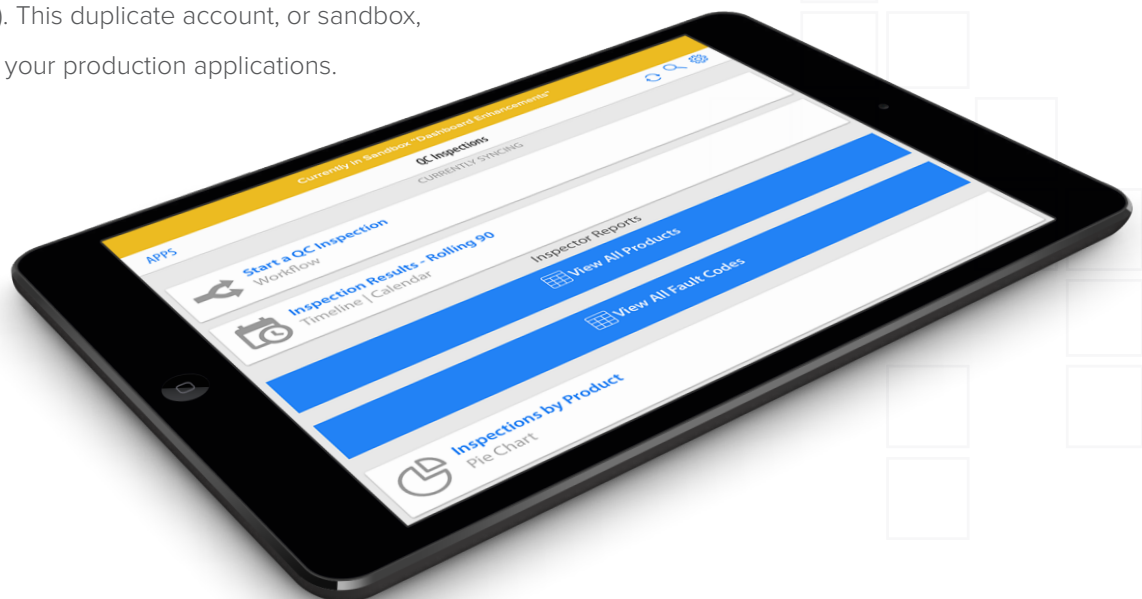 ). This duplicate account, or sandbox,
your production applications.
Currently in Sandbox "Dashboard Enhancements"
QC Inspections
CURRENTLY SYNCING
APPS
Start a QC Inspection
Workflow
Inspection Results - Rolling 90
Timeline | Calendar
Inspector Reports
View All Products
View All Fault Codes
Inspections by Product
Pie Chart